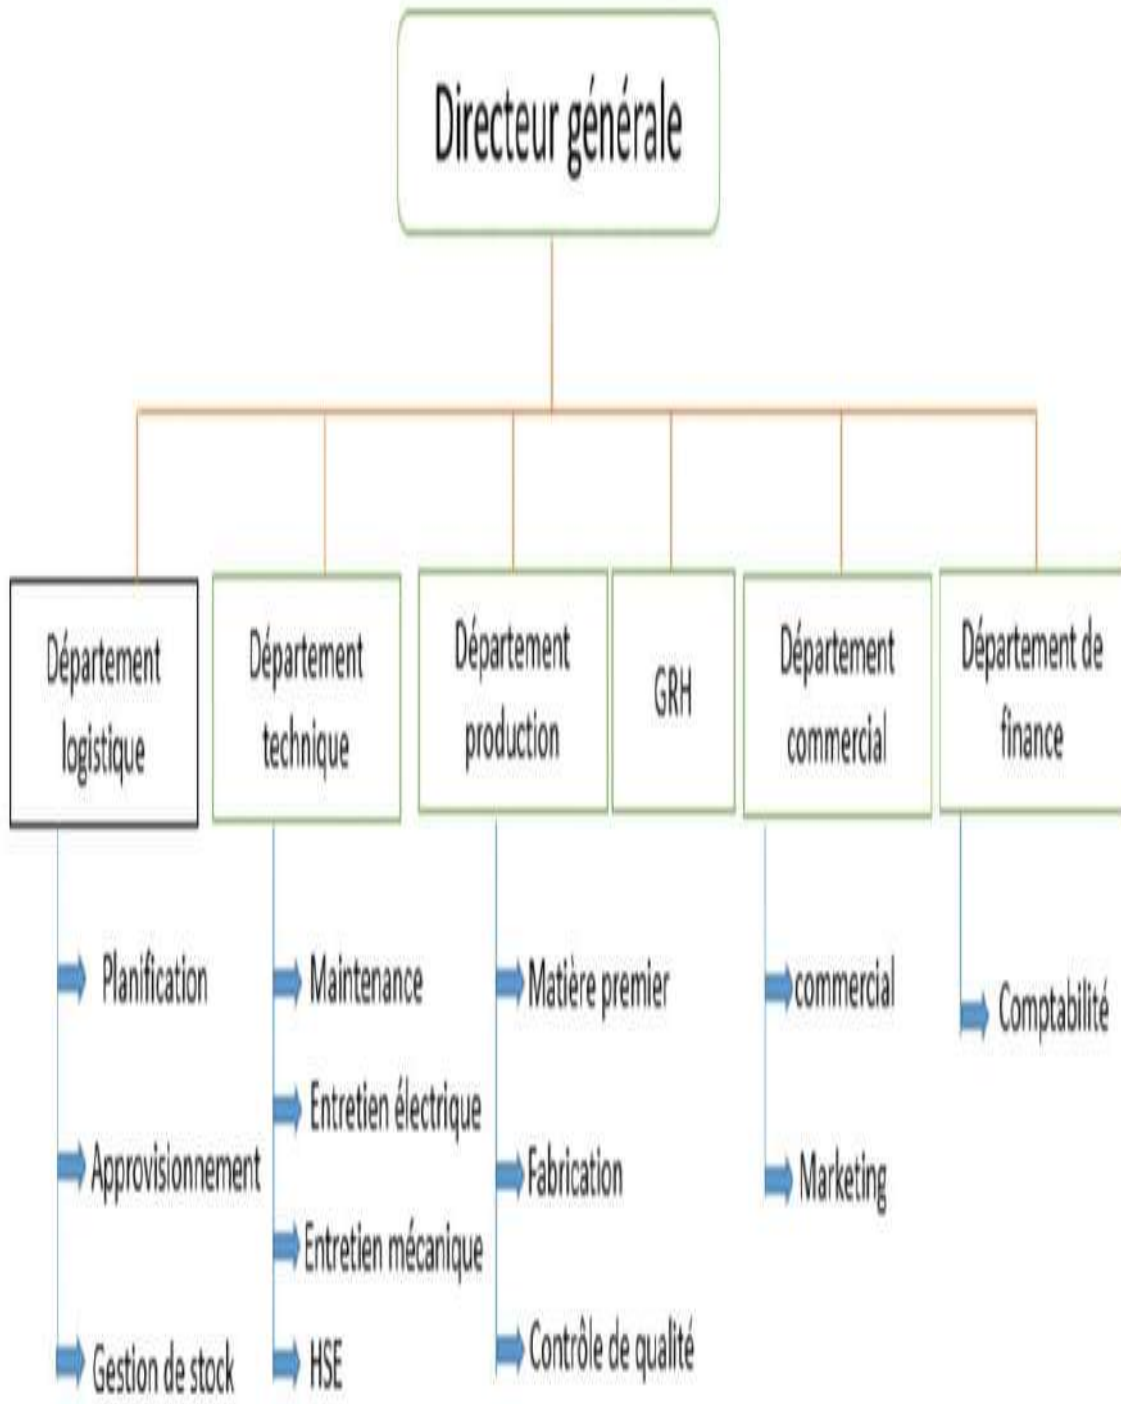 Directeur générale
Département
logistique
Département
technique
Département
production
GRH
Département
commercial
Département de
finance
Planification
Approvisionnement
Gestion de stock
Maintenance
Entretien électrique
Entretien mécanique
HSE
Matière premier
Fabrication
Contrôle de qualité
commercial
Marketing
Comptabilité